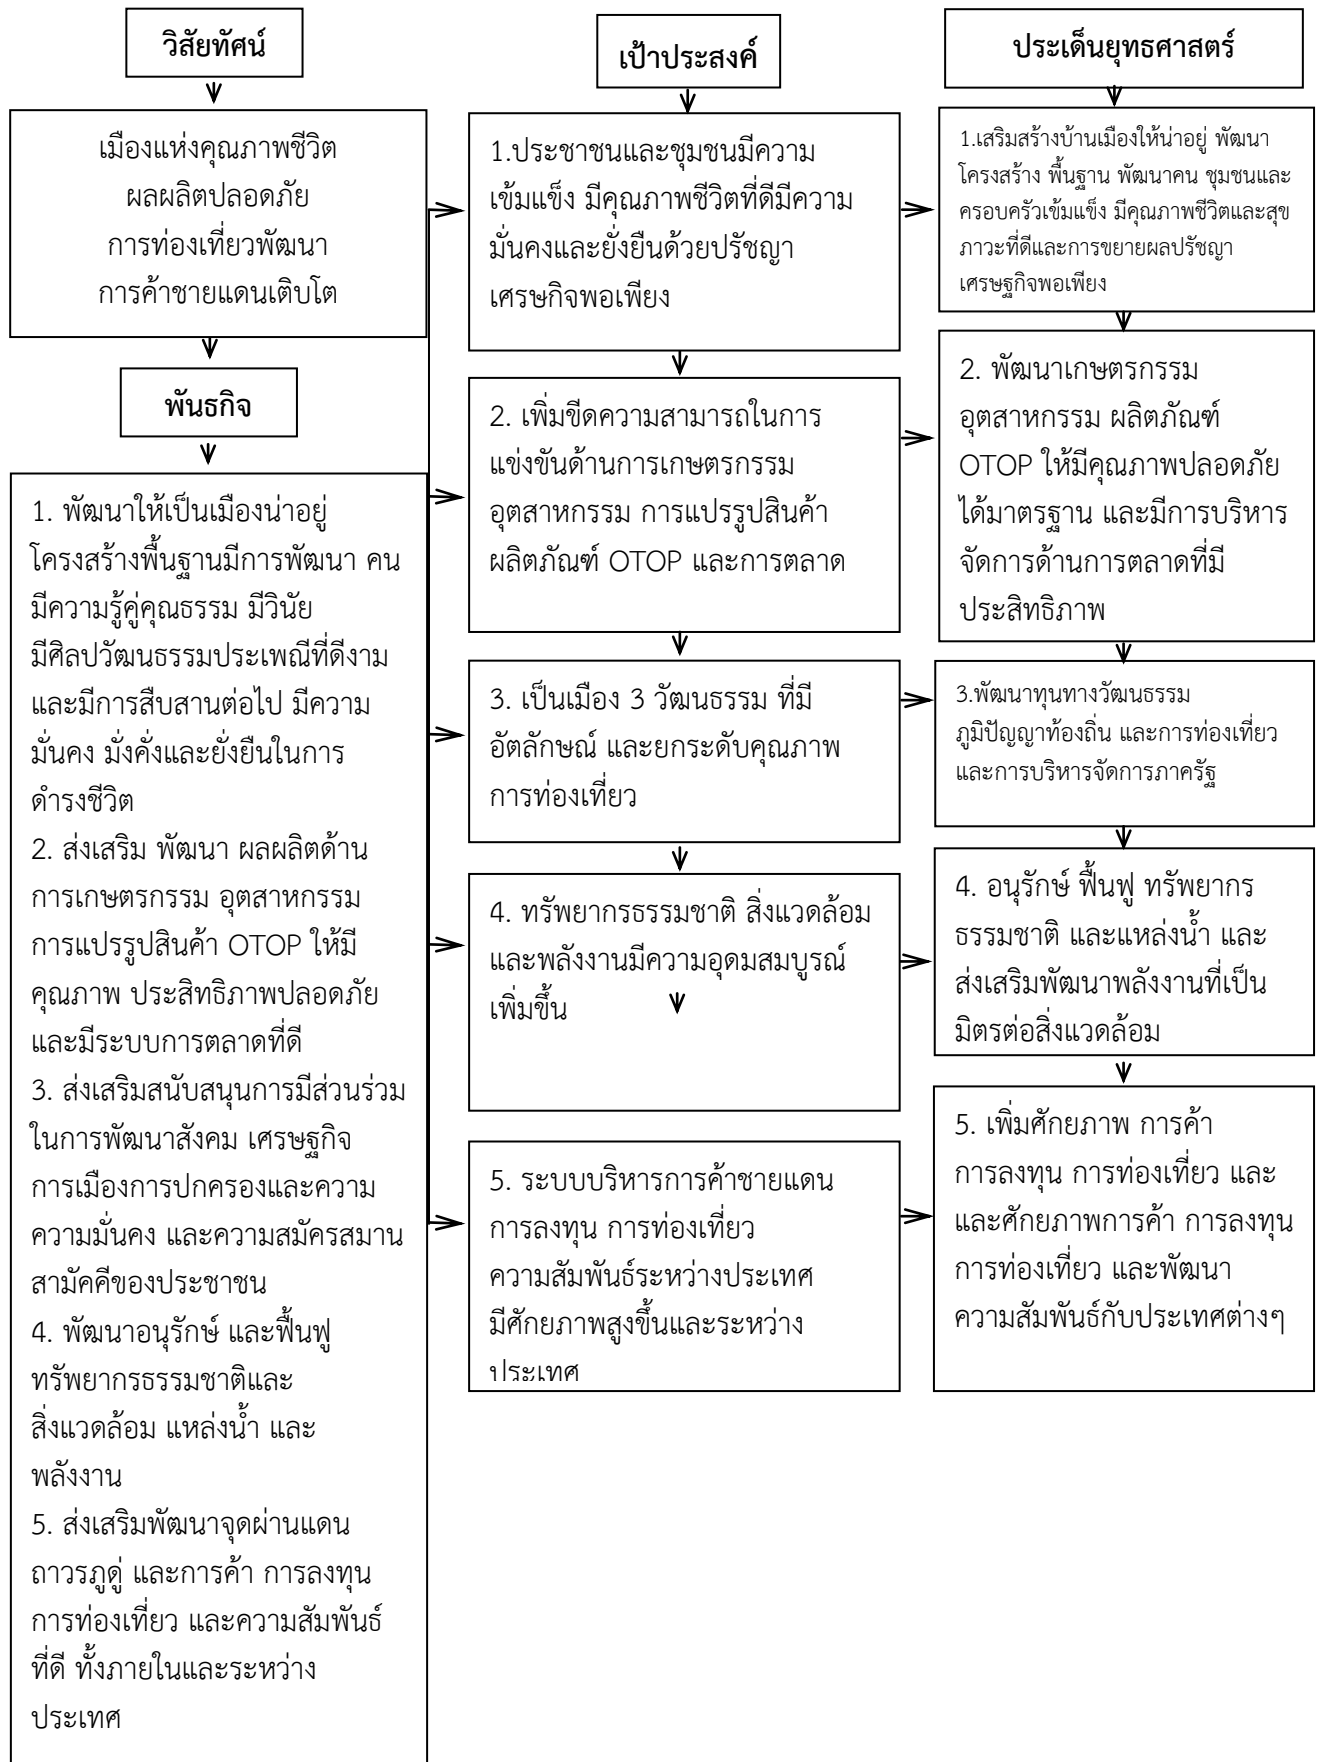 วิสัยทัศน์
เมืองแห่งคุณภาพชีวิต
ผลผลิตปลอดภัย
การท่องเที่ยวพัฒนา
การค้าชายแดนเติบโต
พันธกิจ
1. พัฒนาให้เป็นเมืองน่าอยู่
โครงสร้างพื้นฐานมีการพัฒนา คน
มีความรู้คู่คุณธรรม มีวินัย
มีศิลปวัฒนธรรมประเพณีที่ดีงาม
และมีการสืบสานต่อไป มีความ
มั่นคง มั่งคั่งและยั่งยืนในการ
ดำรงชีวิต
2. ส่งเสริม พัฒนา ผลผลิตด้าน
การเกษตรกรรม อุตสาหกรรม
การแปรรูปสินค้า OTOP ให้มี
คุณภาพ ประสิทธิภาพปลอดภัย
และมีระบบการตลาดที่ดี
3. ส่งเสริมสนับสนุนการมีส่วนร่วม
ในการพัฒนาสังคม เศรษฐกิจ
การเมืองการปกครองและความ
ความมั่นคง และความสมัครสมาน
สามัคคีของประชาชน
4. พัฒนาอนุรักษ์ และฟื้นฟู
ทรัพยากรธรรมชาติและ
สิ่งแวดล้อม แหล่งน้ำ และ
พลังงาน
5. ส่งเสริมพัฒนาจุดผ่านแดน
ถาวรภูดู่ และการค้า การลงทุน
การท่องเที่ยว และความสัมพันธ์
ที่ดี ทั้งภายในและระหว่าง
ประเทศ
เป้าประสงค์
1.ประชาชนและชุมชนมีความ
เข้มแข็ง มีคุณภาพชีวิตที่ดีมีความ
มั่นคงและยั่งยืนด้วยปรัชญา
เศรษกิจพอเพียง
2. เพิ่มขีดความสามารถในการ
แข่งขันด้านการเกษตรกรรม
อุตสาหกรรม การแปรรูปสินค้า
ผลิตภัณฑ์ OTOP และการตลาด
3. เป็นเมือง 3 วัฒนธรรม ที่มี
อัตลักษณ์ และยกระดับคุณภาพ
การท่องเที่ยว
4. ทรัพยากรธรรมชาติ สิ่งแวดล้อม
และพลังงานมีความอุดมสมบูรณ์
เพิ่มขึ้น
5. ระบบบริหารการค้าชายแดน
การลงทุน การท่องเที่ยว
ความสัมพันธ์ระหว่างประเทศ
มีศักยภาพสูงขึ้นและระหว่าง
ประเทศ
ประเด็นยุทธศาสตร์
1.เสริมสร้างบ้านเมืองให้น่าอยู่ พัฒนา
โครงสร้าง พื้นฐาน พัฒนาคน ชุมชนและ
ครอบครัวเข้มแข็ง มีคุณภาพชีวิตและสุข
ภาวะที่ดีและการขยายผลปรัชญา
เศรษฐกิจพอเพียง
2. พัฒนาเกษตรกรรม
อุตสาหกรรม ผลิตภัณฑ์
OTOP ให้มีคุณภาพปลอดภัย
ได้มาตรฐาน และมีการบริหาร
จัดการด้านการตลาดที่มี
ประสิทธิภาพ
3.พัฒนาทุนทางวัฒนธรรม
ภูมิปัญญาท้องถิ่น และการท่องเที่ยว
และการบริหารจัดการภาครัฐ
4. อนุรักษ์ ฟื้นฟู ทรัพยากร
ธรรมชาติ และแหล่งน้ำ และ
ส่งเสริมพัฒนาพลังงานที่เป็น
มิตรต่อสิ่งแวดล้อม
5. เพิ่มศักยภาพ การค้า
การลงทุน การท่องเที่ยว และ
และศักยภาพการค้า การลงทุน
การท่องเที่ยว และพัฒนา
ความสัมพันธ์กับประเทศต่างๆ